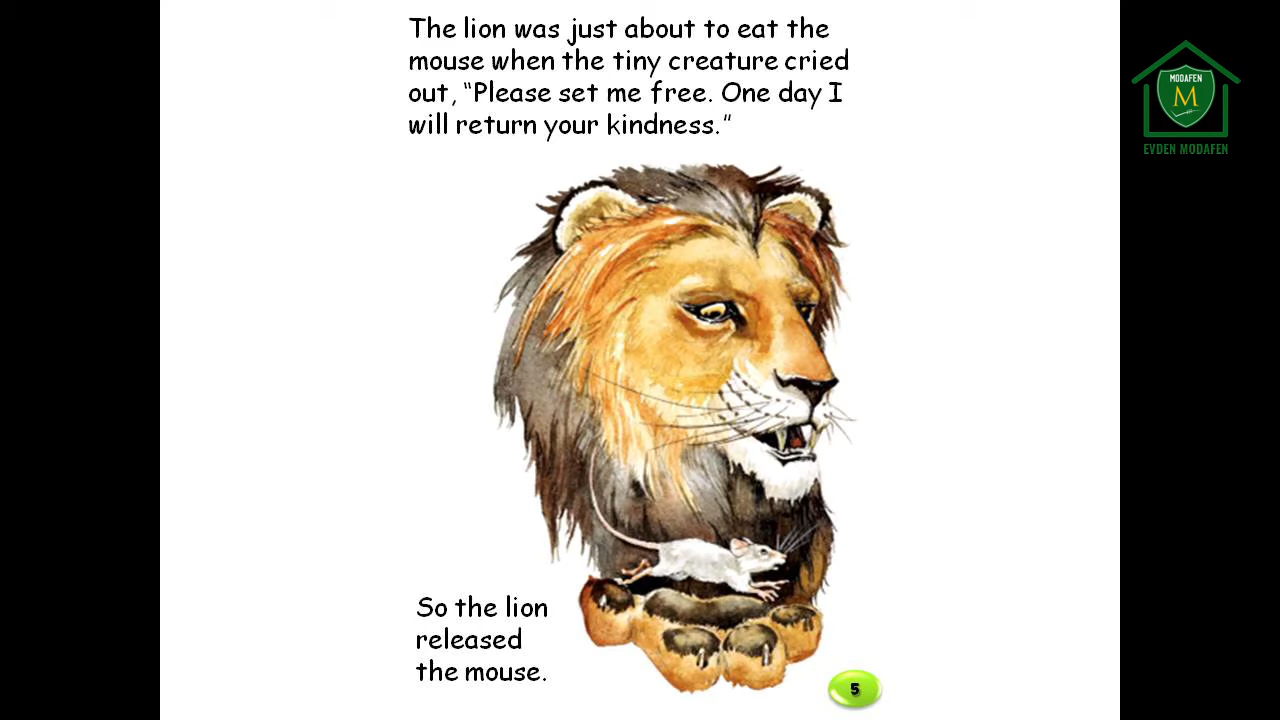 The lion was just about to eat the
mouse when the tiny creature cried
out, “Please set me free. One day I
will return your kindness.”
MODAFEN
M
EVDEN MODAFEN
So the lion
released
the mouse.
5